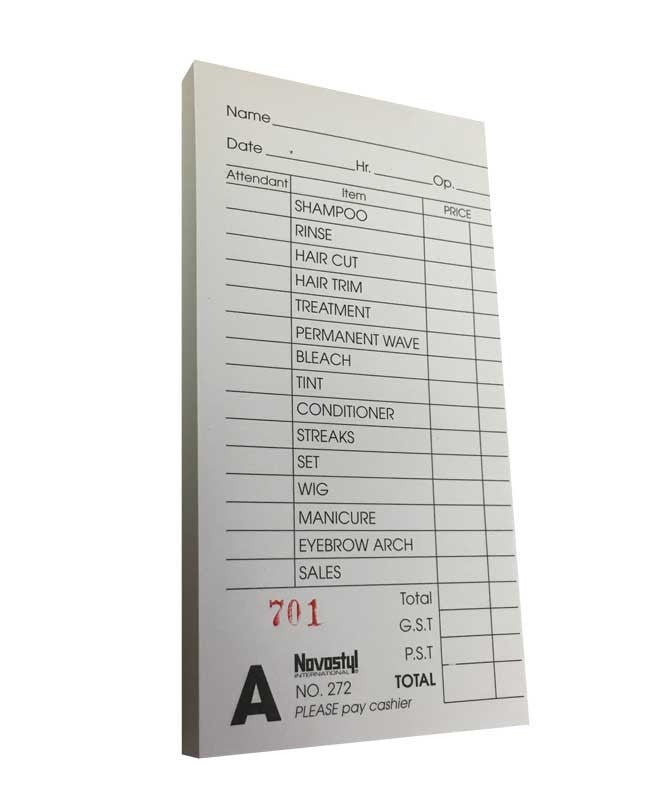 Name
Date Hr. Op.
Attendant Item PRICE
SHAMPOO
RINSE
HAIR CUT
HAIR TRIM
TREATMENT
PERMANENT WAVE
BLEACH
TINT
CONDITIONER
STREAKS
SET
WIG
MANICURE
EYEBROW ARCH
SALES
701 Total
G.S.T
P.S.T
TOTAL
A
Novostyl
INTERNATIONAL®
NO. 272
PLEASE pay cashier